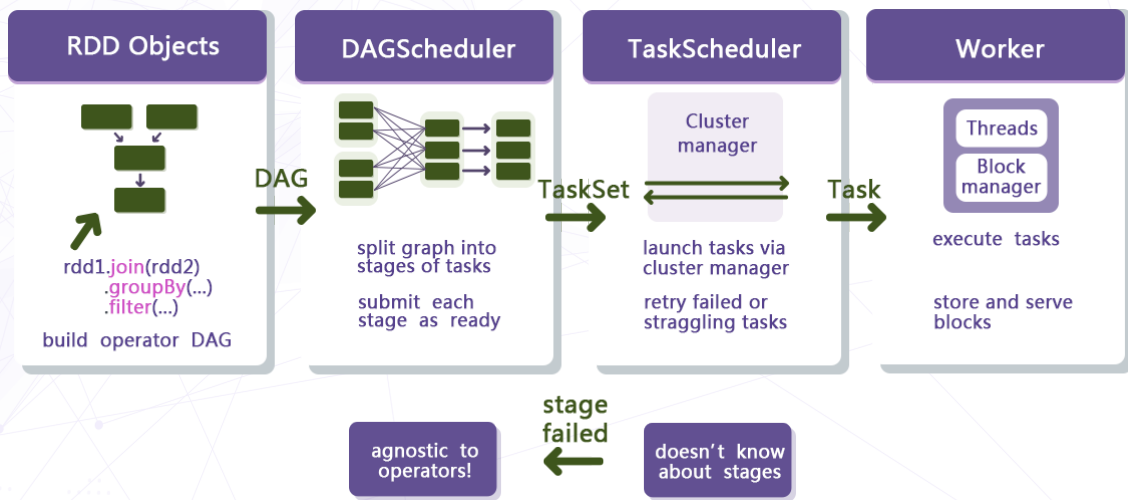 RDD Objects
rdd1.join(rdd2)
.groupBy(...)
.filter(...)
build operator DAG
DAG
DAGScheduler
split graph into
stages of tasks
submit each
stage as ready
TaskSet
TaskScheduler
Cluster
manager
launch tasks via
cluster manager
retry failed or
straggling tasks
Task
Worker
Threads
Block
manager
execute tasks
store and serve
blocks
agnostic to
operators!
stage
failed
doesn't know
about stages